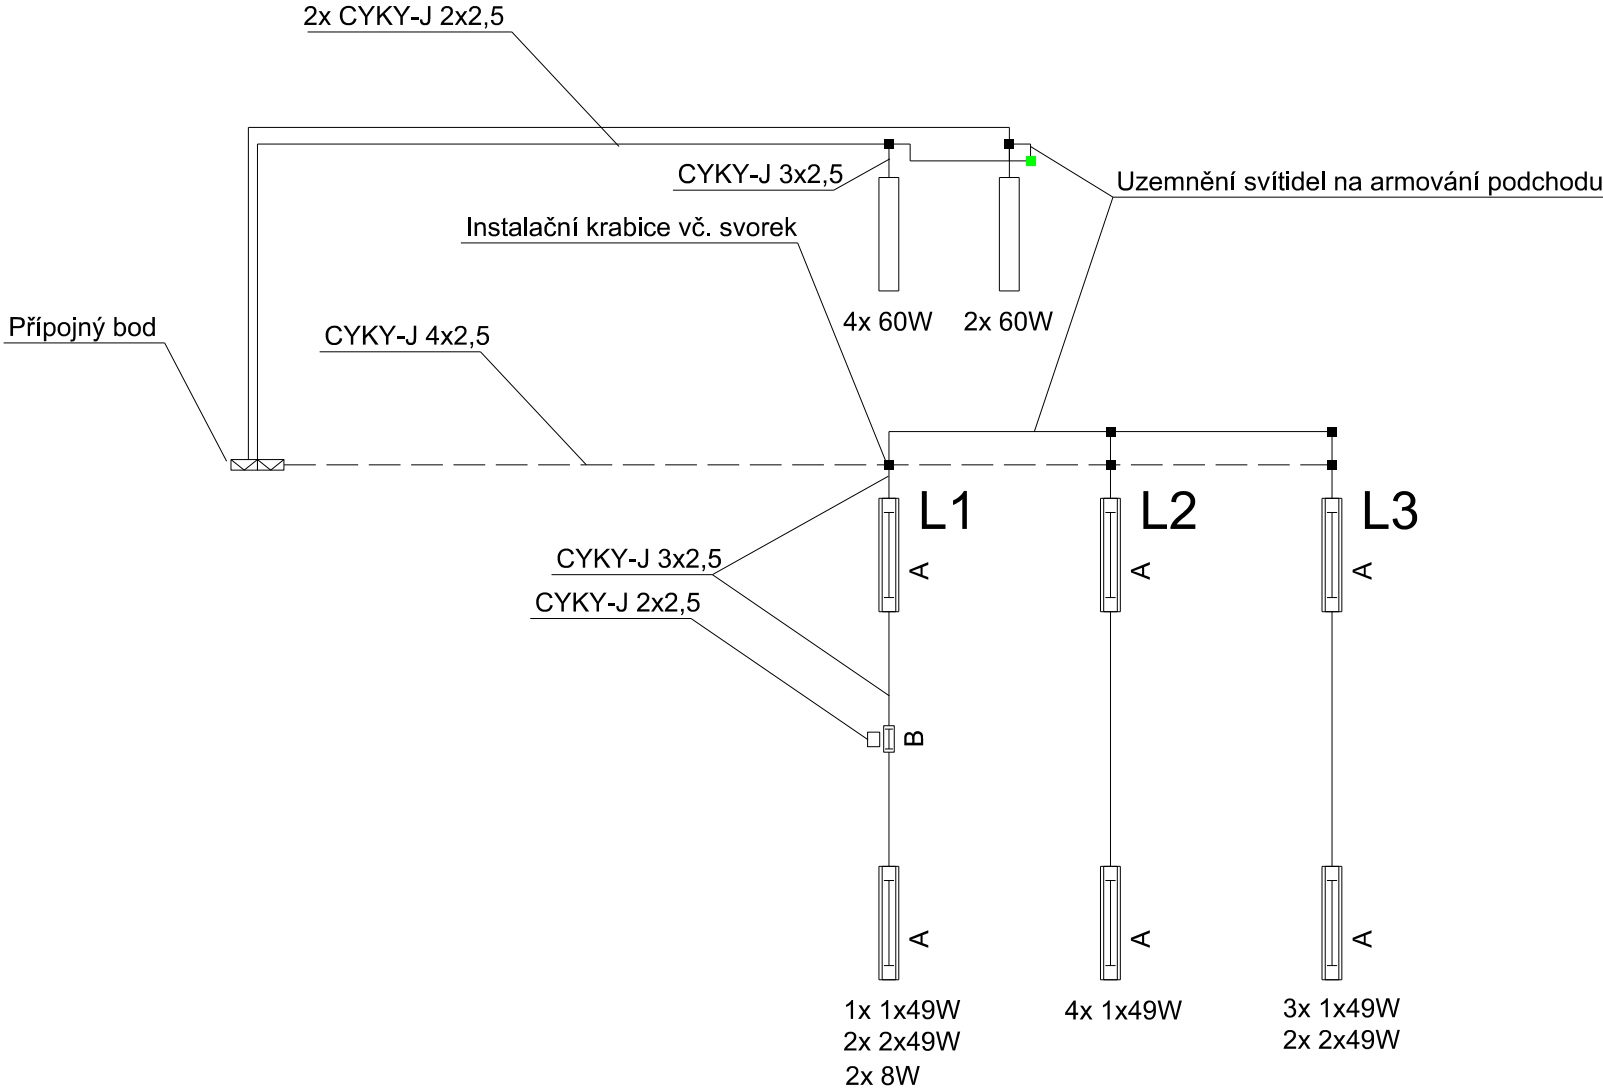 2x CYKY-J 2x2,5
CYKY-J 3x2,5
Uzemnění svítidel na armování podchodu
Instalační krabice vč. svorek
4x 60W
2x 60W
Přípojný bod
CYKY-J 4x2,5
L1
L2
L3
CYKY-J 3x2,5
A
A
A
CYKY-J 2x2,5
B
A
A
A
1x 1x49W
2x 2x49W
2x 8W
4x 1x49W
3x 1x49W
2x 2x49W